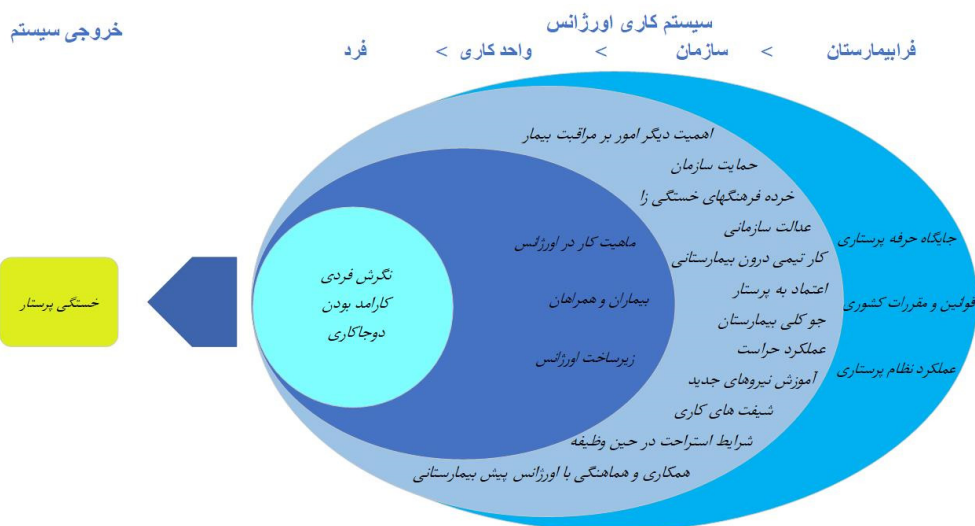 سیستم کاری اورژانس
خروجی سیستم
فرابیمارستان > سازمان > واحد کاری > فرد
اهمیت دیگر امور بر مراقبت بیمار
حمایت سازمان
خرده فرهنگهای خستگی زا
عدالت سازمانی
کار تیمی درون بیمارستانی
اعتماد به پرستار
جو کلی بیمارستان
عملکرد حراست
آموزش نیروهای جدید
شیفت های کاری
شرایط استراحت در حین وظیفه
همکاری و هماهنگی با اورژانس پیش بیمارستانی
جایگاه حرفه پرستاری
قوانین و مقررات کشوری
عملکرد نظام پرستاری
ماهیت کار در اورژانس
بیماران و همراهان
زیرساخت اورژانس
نگرش فردی
کارامد بودن
دوجاکاری
خستگی پرستار